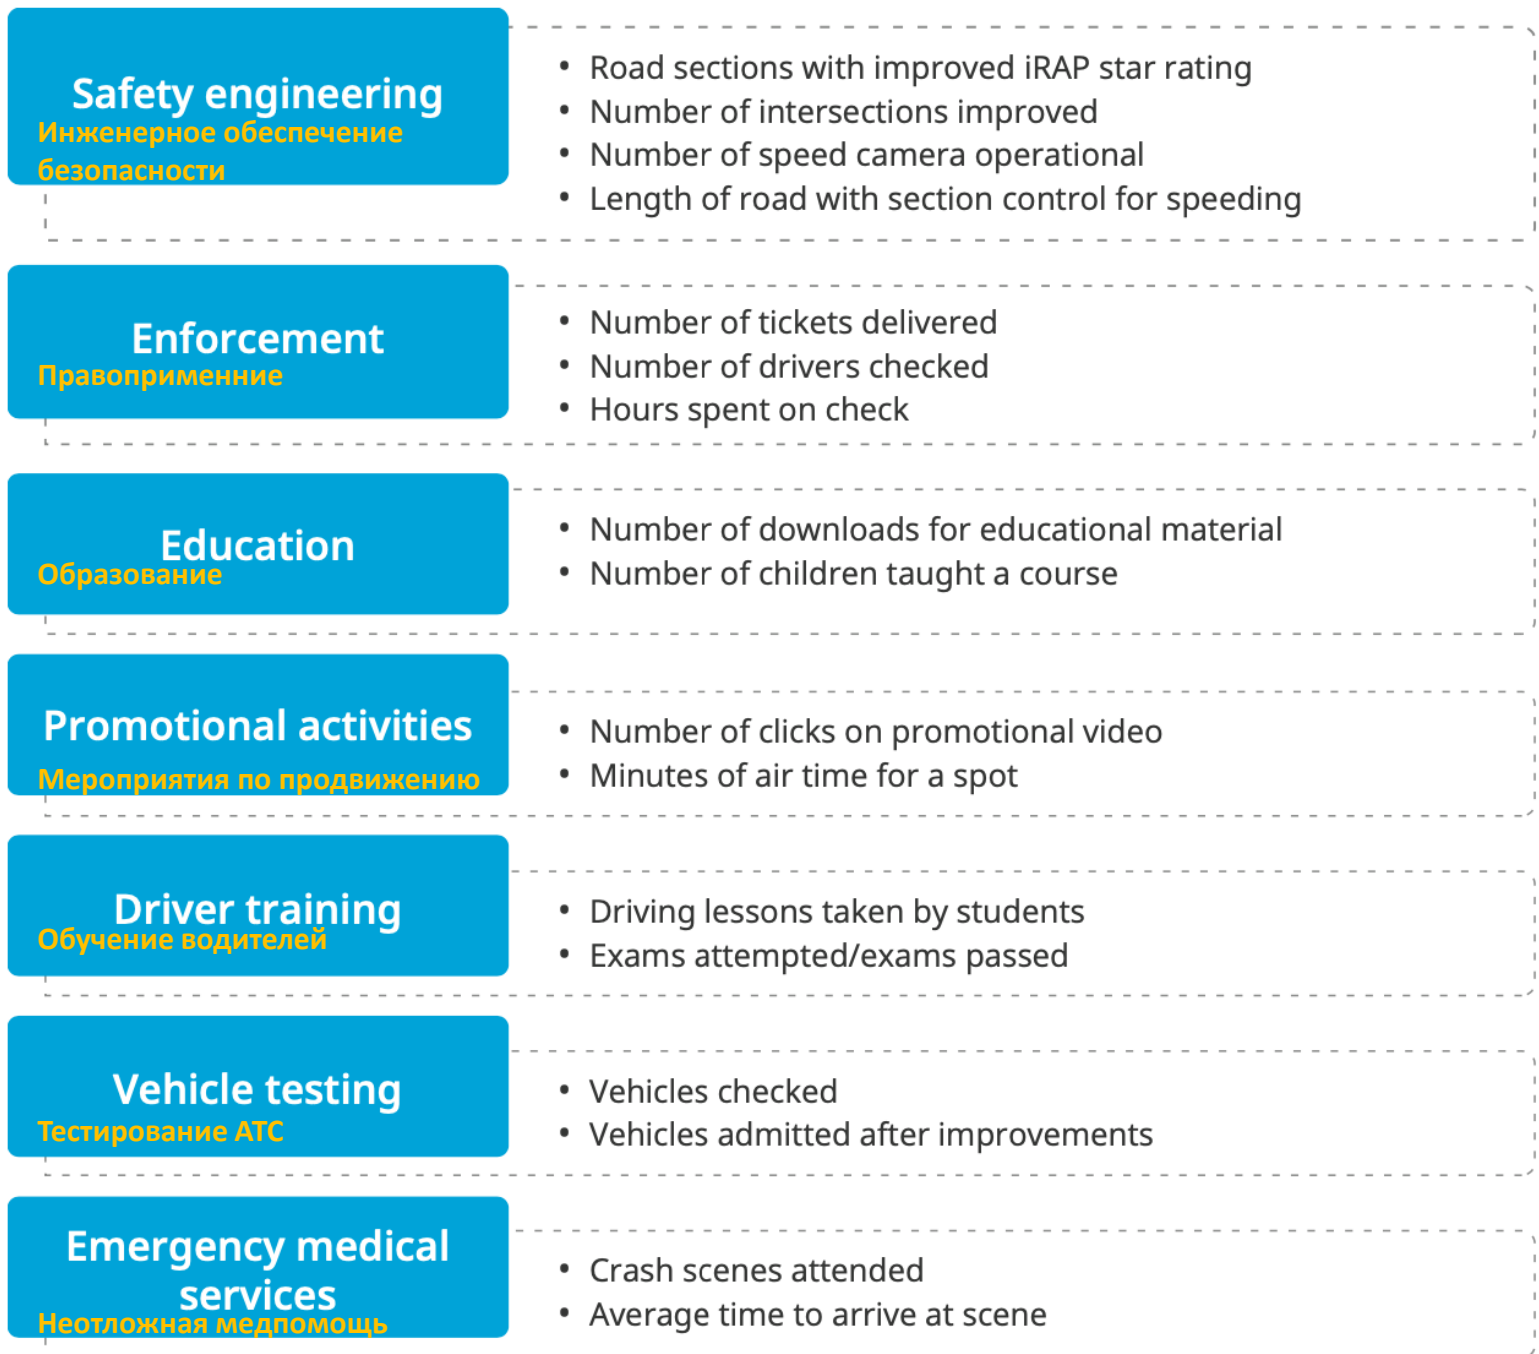 Safety engineering
Инженерное обеспечение
безопасности
• Road sections with improved iRAP star rating
• Number of intersections improved
• Number of speed camera operational
• Length of road with section control for speeding
Enforcement
Правоприменние
• Number of tickets delivered
• Number of drivers checked
• Hours spent on check
Education
Образование
• Number of downloads for educational material
• Number of children taught a course
Promotional activities
Мероприятия по продвижению
• Number of clicks on promotional video
• Minutes of air time for a spot
Driver training
Обучение водителей
• Driving lessons taken by students
• Exams attempted/exams passed
Vehicle testing
Тестирование АТС
• Vehicles checked
• Vehicles admitted after improvements
Emergency medical
services
Неотложная медпомощь
• Crash scenes attended
• Average time to arrive at scene